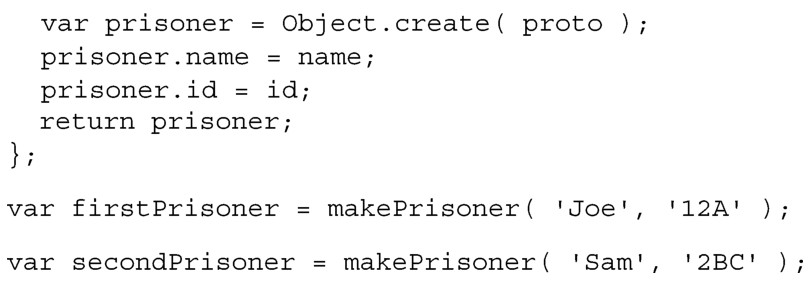 var prisoner = Object.create( proto );
prisoner.name = name;
prisoner.id = id;
return prisoner;
};
var firstPrisoner = makePrisoner( 'Joe', '12A' );
var secondPrisoner = makePrisoner( 'Sam', '2BC' );